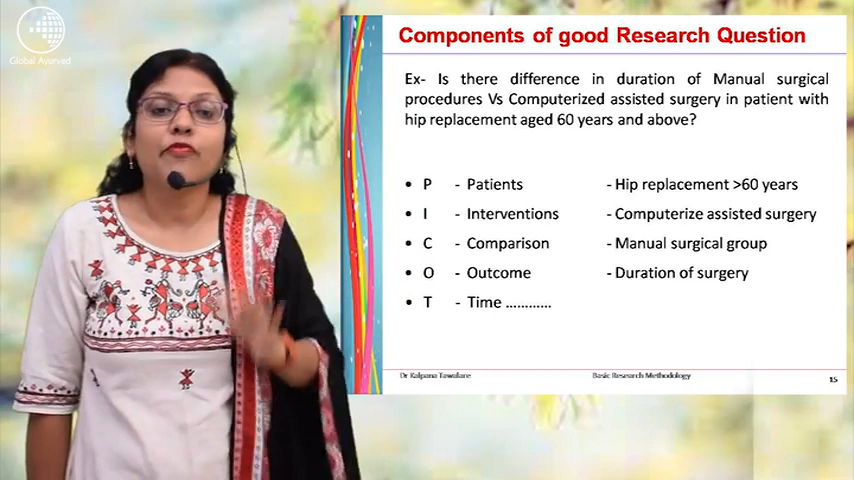 Global Ayurved
Components of good Research Question
Ex- Is there difference in duration of Manual surgical
procedures Vs Computerized assisted surgery in patient with
hip replacement aged 60 years and above?
• P - Patients - Hip replacement >60 years
• I - Interventions - Computerize assisted surgery
• C - Comparison - Manual surgical group
• O - Outcome - Duration of surgery
• T - Time ............
Dr Kalpana Tawalare Basic Research Methodology 15